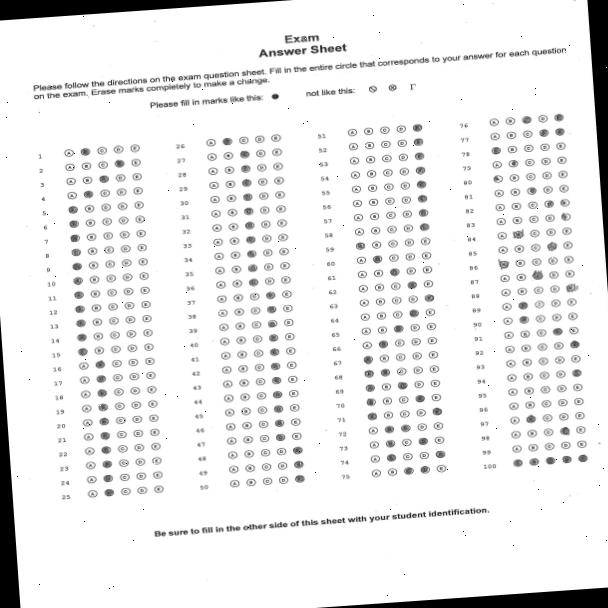 Exam
Answer Sheet
Please follow the directions on the exam question sheet. Fill in the entire circle that corresponds to your answer for each question
on the exam. Erase marks completely to make a change.
Please fill in marks like this: not like this:
1 A B C D E
2 A B C D E
3 A B C D E
4 A B C D E
5 A B C D E
6 A B C D E
7 A B C D E
8 A B C D E
9 A B C D E
10 A B C D E
11 A B C D E
12 A B C D E
13 A B C D E
14 A B C D E
15 A B C D E
16 A B C D E
17 A B C D E
18 A B C D E
19 A B C D E
20 A B C D E
21 A B C D E
22 A B C D E
23 A B C D E
24 A B C D E
25 A B C D E
26
27
28
29
30
31
32
33
34
35
36
37
38
39
40
41
42
43
44
45
46
47
48
49
50
51
52
53
54
55
56
57
58
59
60
61
62
63
64
65
66
67
68
69
70
71
72
73
74
75
76
77
78
79
80
81
82
83
84
85
86
87
88
89
90
91
92
93
94
95
96
97
98
99
100
Be sure to fill in the other side of this sheet with your student identification.